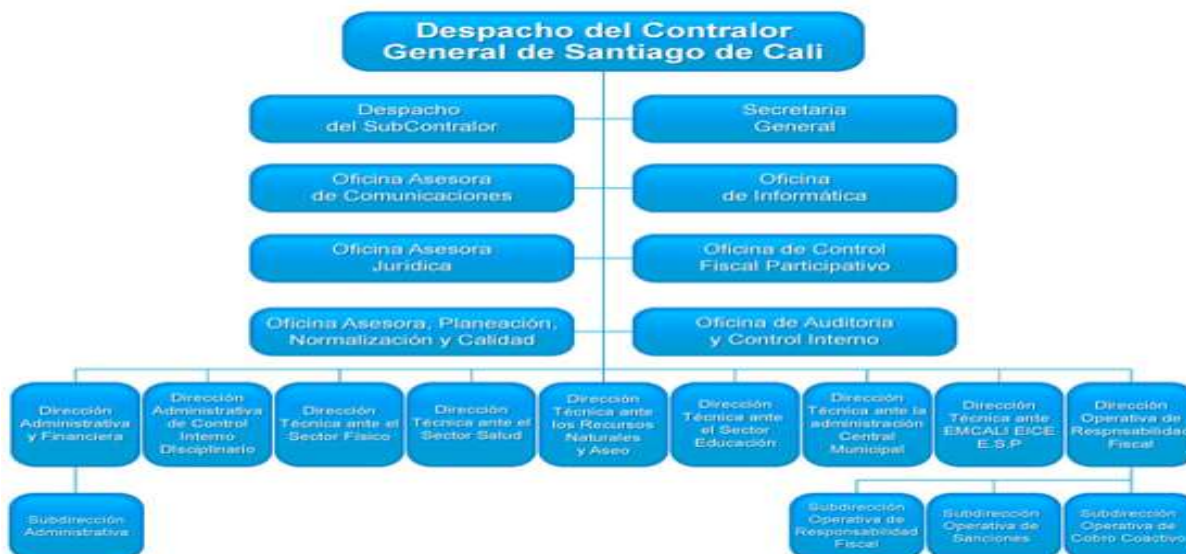 Despacho del Contralor
General de Santiago de Cali
Despacho
del SubContralor
Secretaria
General
Oficina Asesora
de Comunicaciones
Oficina
de Informática
Oficina Asesora
Jurídica
Oficina de Control
Fiscal Participativo
Oficina Asesora, Planeación,
Normalización y Calidad
Oficina de Auditoria
y Control Interno
Dirección
Administrativa
y Financiera
Dirección
Administrativa
de Control
Interno
Disciplinario
Dirección
Técnica ante el
Sector Físico
Dirección
Técnica ante el
Sector Salud
Dirección
Técnica ante
los Recursos
Naturales
y Aseo
Dirección
Técnica ante
el Sector
Educación
Dirección
Técnica ante la
administración
Central
Municipal
Dirección
Técnica ante
EMCALI EICE
E.S.P
Dirección
Operativa de
Respnsabilidad
Fiscal
Subdirección
Administrativa
Subdirección
Operativa de
Responsabilidad
Fiscal
Subdirección
Operativa de
Sanciones
Subdirección
Operativa de
Cobro Coactivo